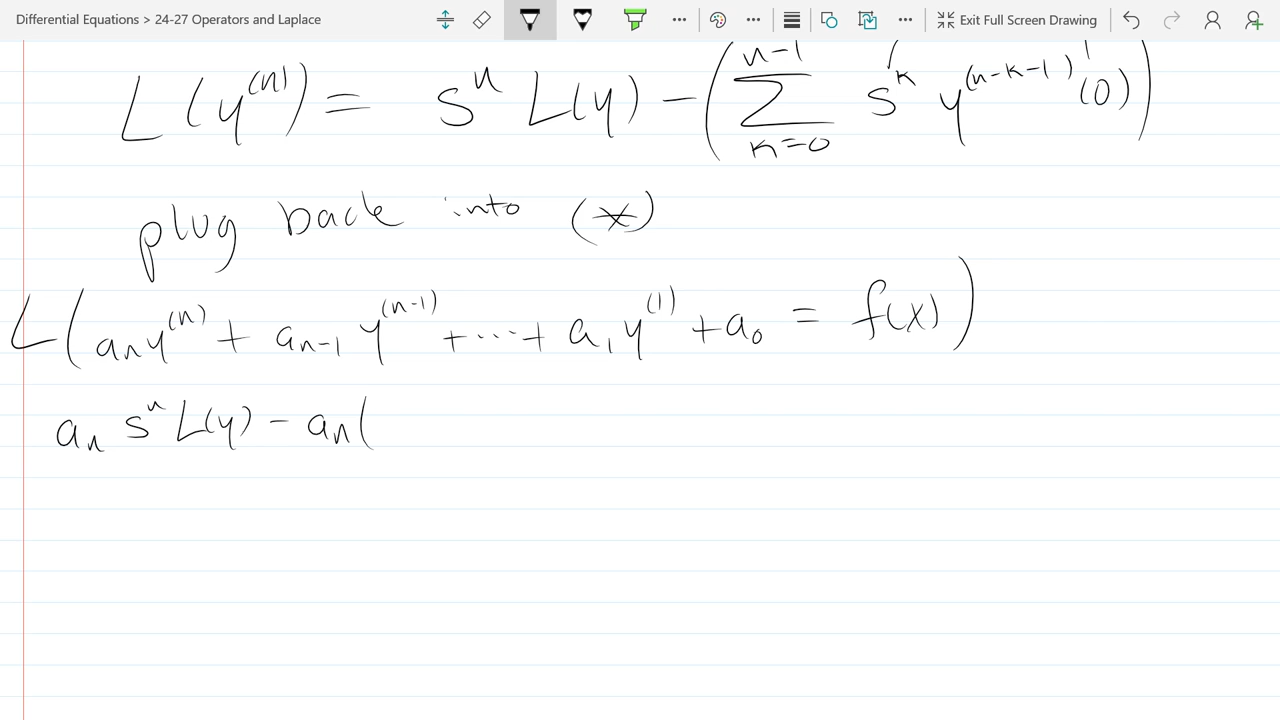 Differential Equations > 24-27 Operators and Laplace
Exit Full Screen Drawing
L(y^(n)) = s^n L(y) - (∑_{k=0}^{n-1} s^k y^(n-k-1)(0))
plug back into (*)
L(a_n y^(n) + a_{n-1} y^(n-1) + ... + a_1 y^(1) + a_0 = f(x))
a_n s^n L(y) - a_n(